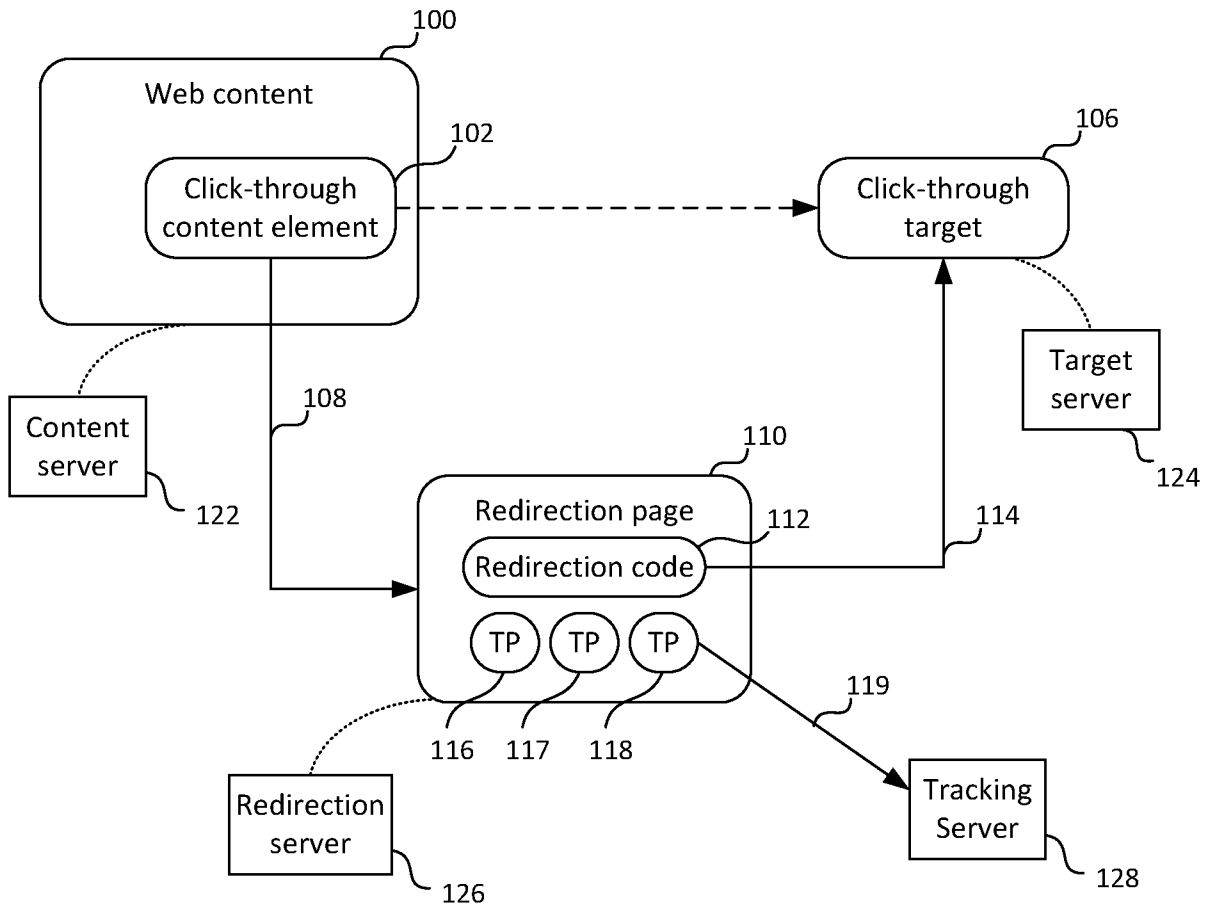 100
Web content
102
Click-through
content element
106
Click-through
target
108
Content
server
122
Target
server
124
110
Redirection page
112
Redirection code
114
TP
TP
TP
116
117
118
119
Redirection
server
126
Tracking
Server
128